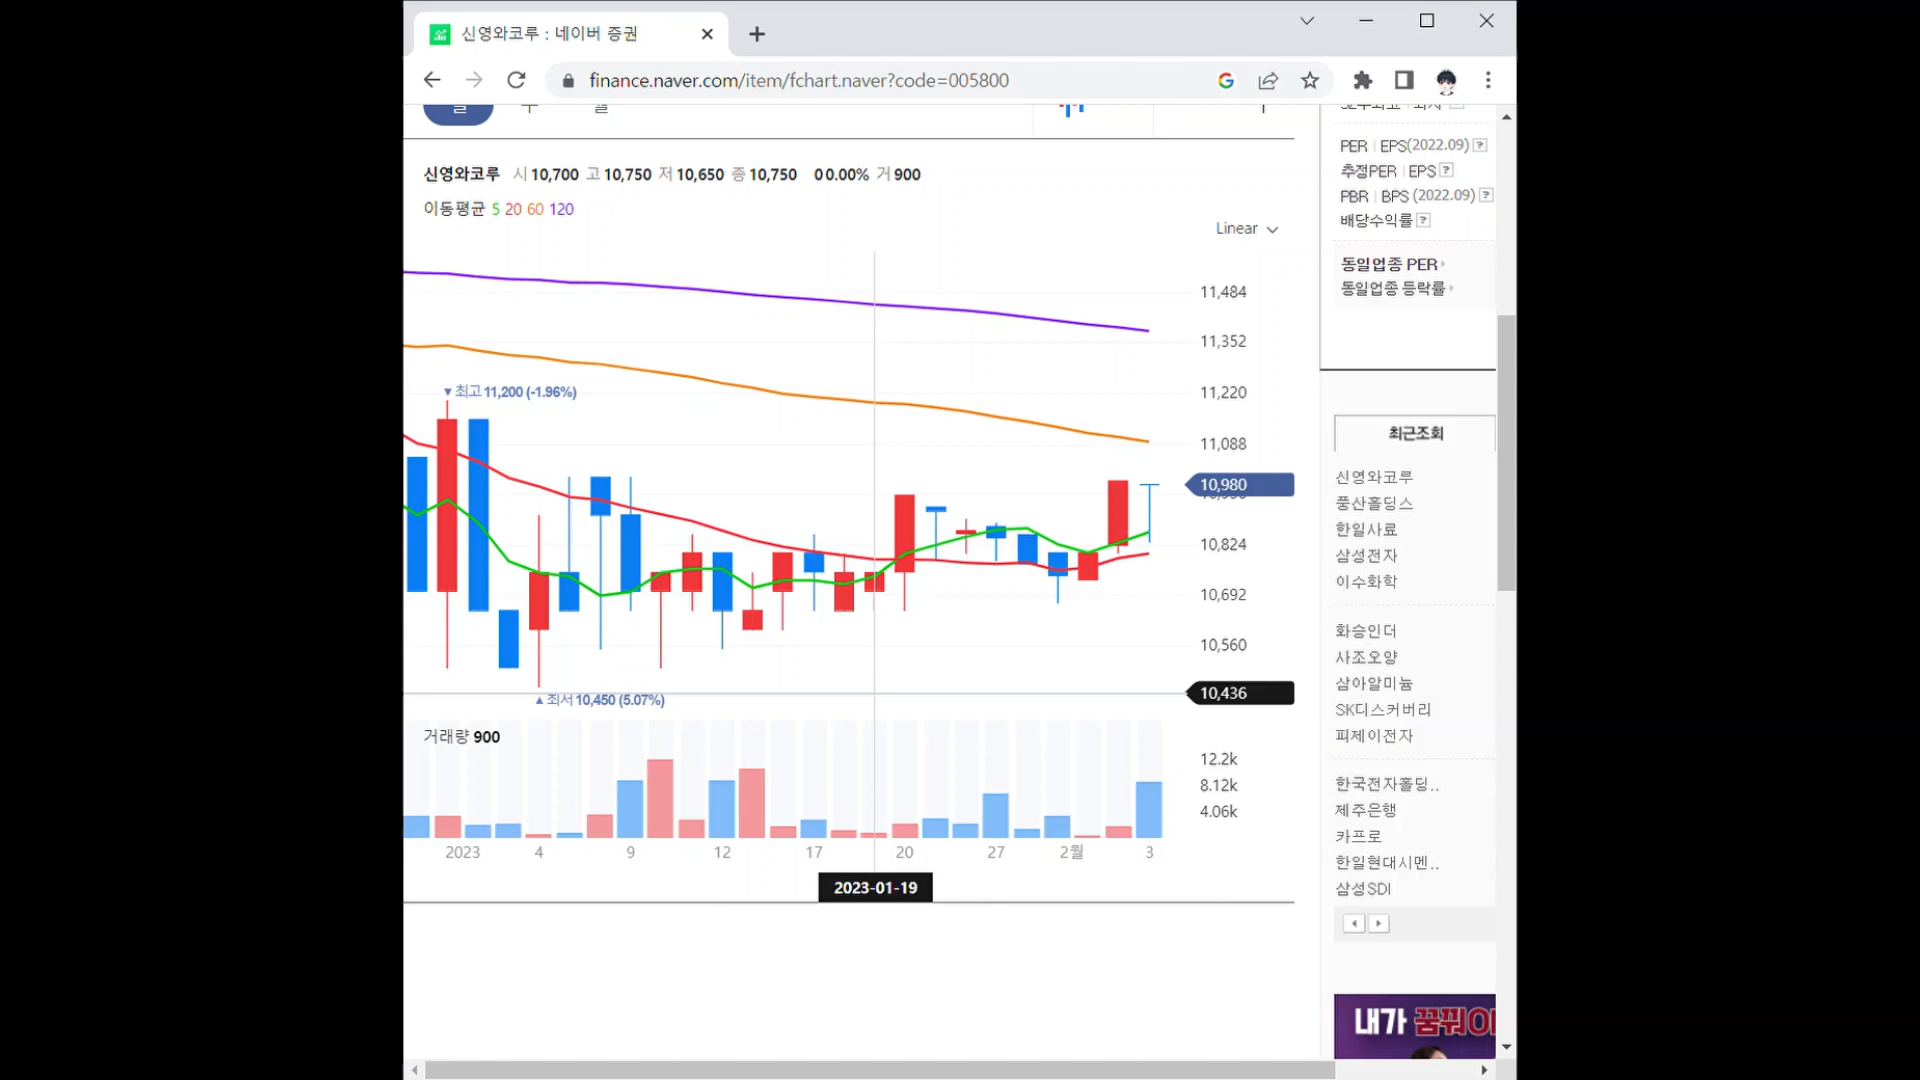 신영와코루 : 네이버 증권
finance.naver.com/item/fchart.naver?code=005800
신영와코루 시 10,700 고 10,750 저 10,650 종 10,750 0 0.00% 거 900
이동평균 5 20 60 120
Linear
11,484
11,352
▼최고 11,200 (-1.96%)
11,220
11,088
10,980
10,824
10,692
10,560
10,436
▲최저 10,450 (5.07%)
거래량 900
12.2k
8.12k
4.06k
2023 4 9 12 17 20 27 2월 3
2023-01-19
PER | EPS(2022.09) ?
추정PER | EPS ?
PBR | BPS (2022.09) ?
배당수익률 ?
동일업종 PER
동일업종 등락률
최근조회
신영와코루
풍산홀딩스
한일사료
삼성전자
이수화학
화승인더
사조오양
삼아알미늄
SK디스커버리
피제이전자
한국전자홀딩..
제주은행
카프로
한일현대시멘..
삼성SDI
내가 꿈꿔